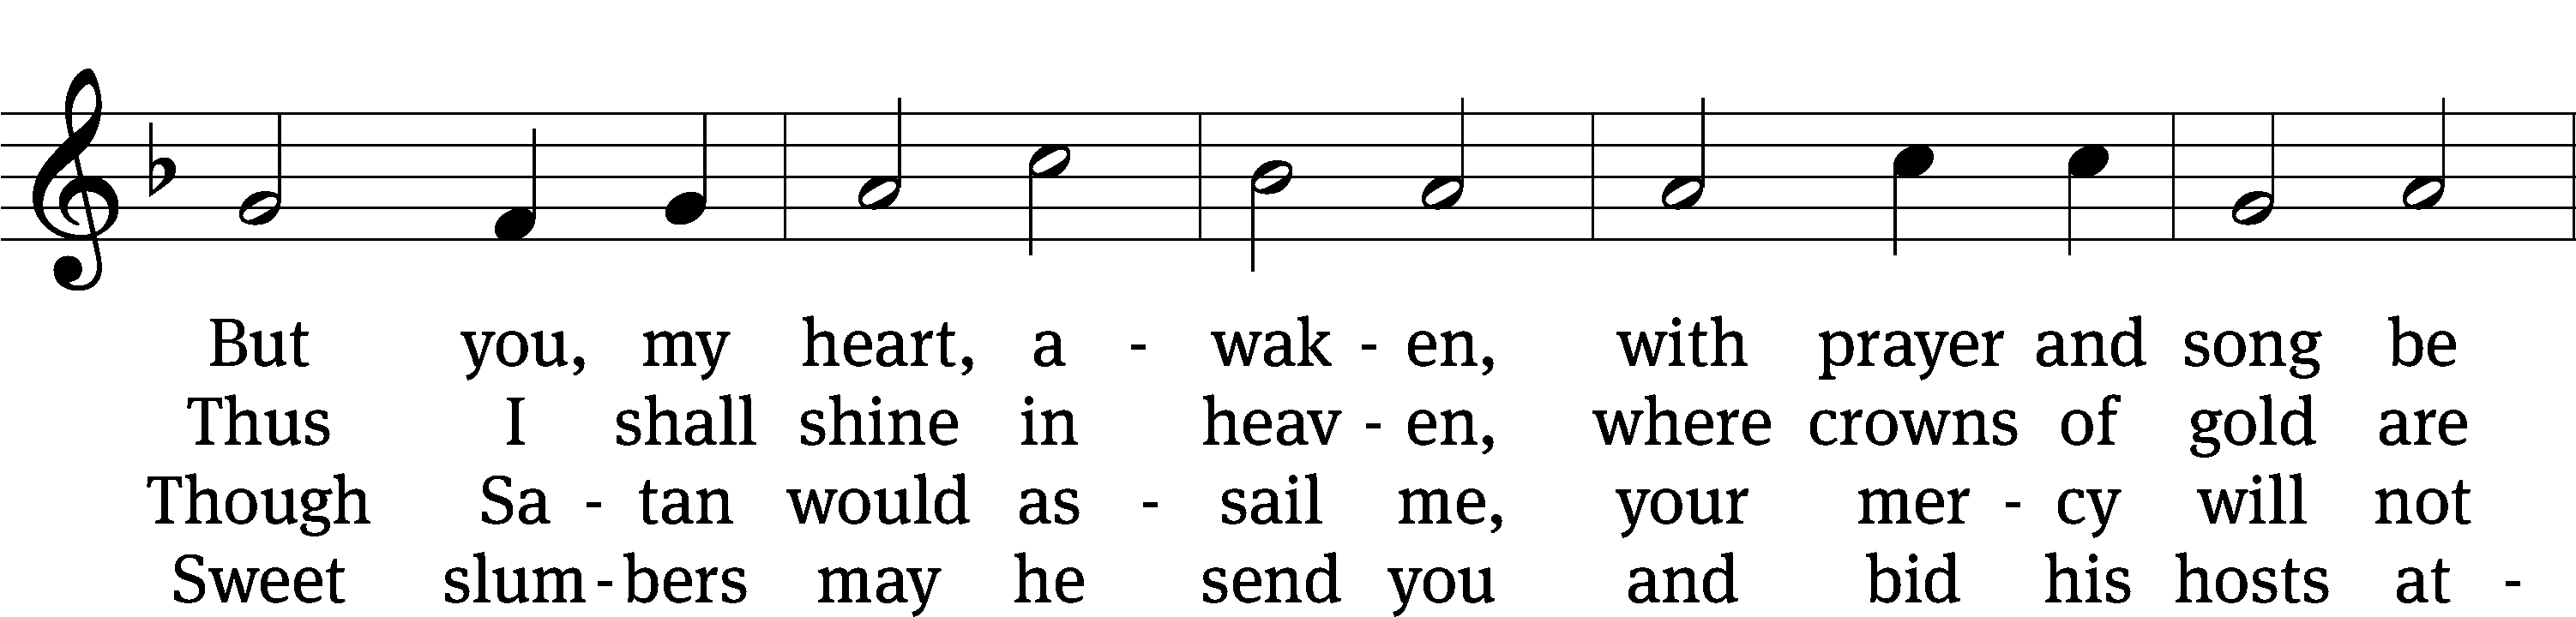 But you, my heart, a - wak - en, with prayer and song be
Thus I shall shine in heav - en, where crowns of gold are
Though Sa - tan would as - sail me, your mer - cy will not
Sweet slum - bers may he send you and bid his hosts at -